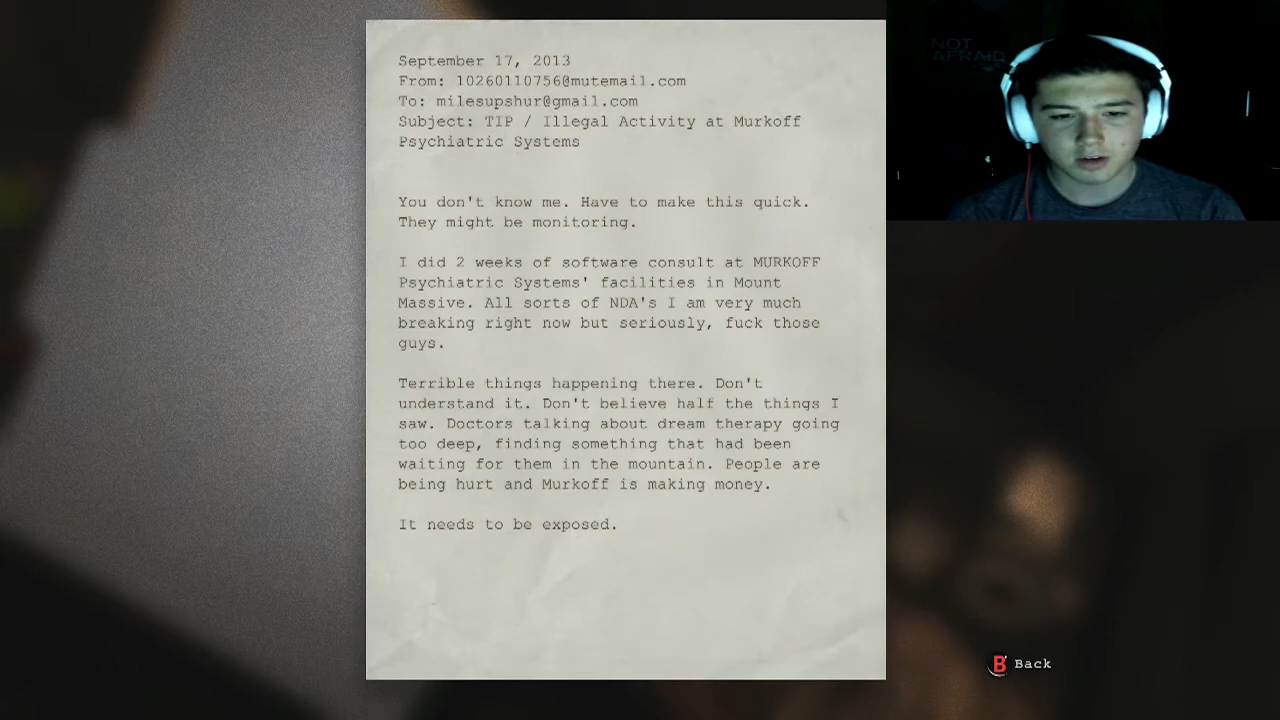 September 17, 2013
From: 10260110756@mutemail.com
To: milesupshur@gmail.com
Subject: TIP / Illegal Activity at Murkoff
Psychiatric Systems
You don't know me. Have to make this quick.
They might be monitoring.
I did 2 weeks of software consult at MURKOFF
Psychiatric Systems' facilities in Mount
Massive. All sorts of NDA's I am very much
breaking right now but seriously, fuck those
guys.
Terrible things happening there. Don't
understand it. Don't believe half the things I
saw. Doctors talking about dream therapy going
too deep, finding something that had been
waiting for them in the mountain. People are
being hurt and Murkoff is making money.
It needs to be exposed.
NOT
AFRAID
B Back